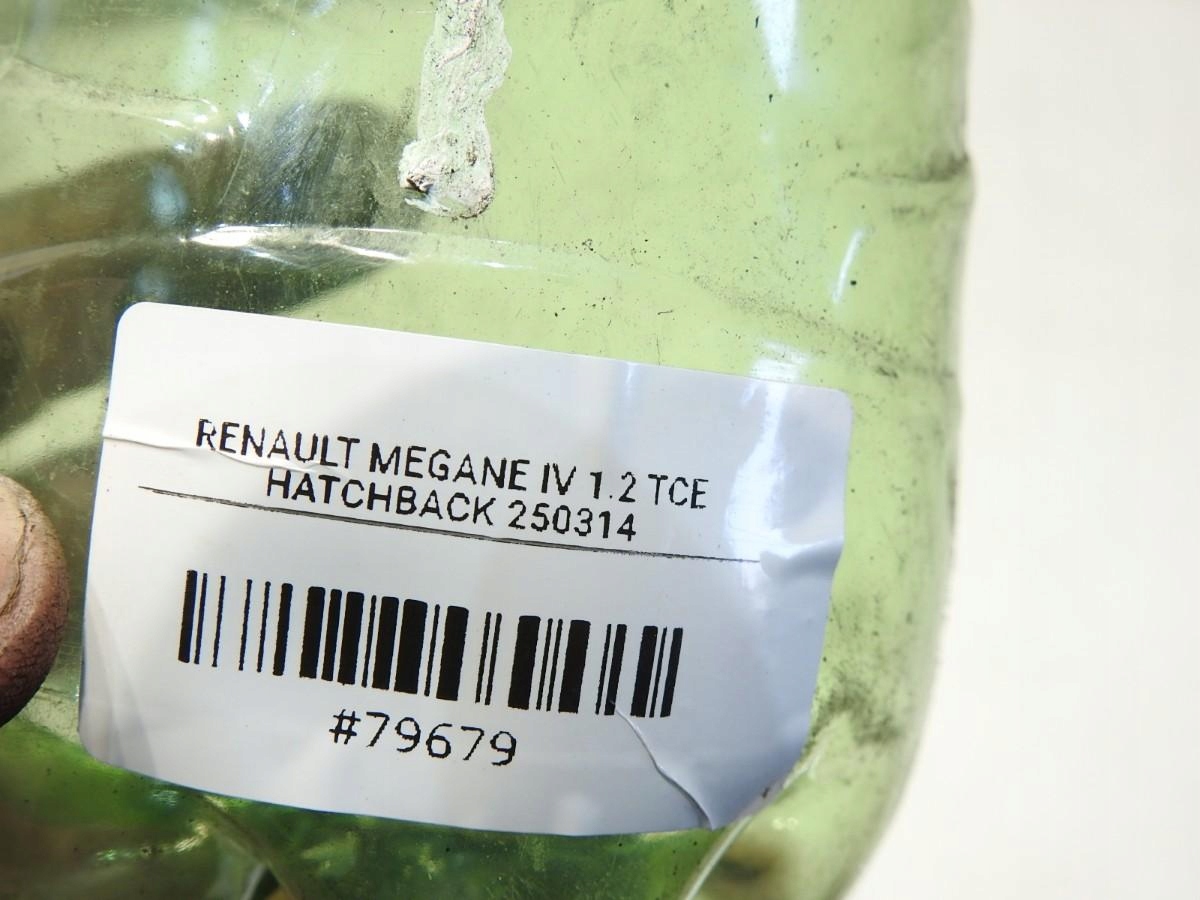 RENAULT MEGANE IV 1.2 TCE
HATCHBACK 250314
#79679